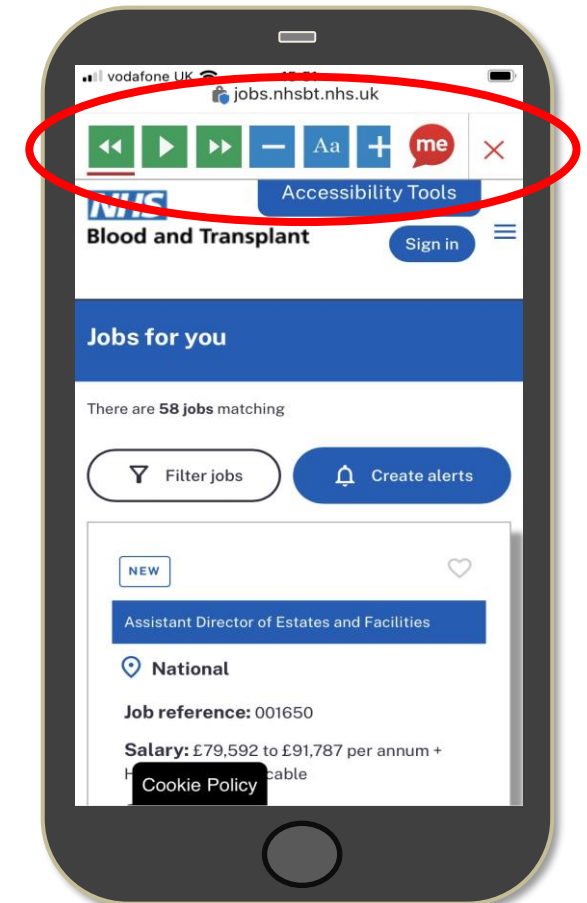 vodafone UK
jobs.nhsbt.nhs.uk
Aa
me
Accessibility Tools
NHS
Blood and Transplant
Sign in
Jobs for you
There are 58 jobs matching
Filter jobs
Create alerts
NEW
Assistant Director of Estates and Facilities
National
Job reference: 001650
Salary: £79,592 to £91,787 per annum +
Cookie Policy